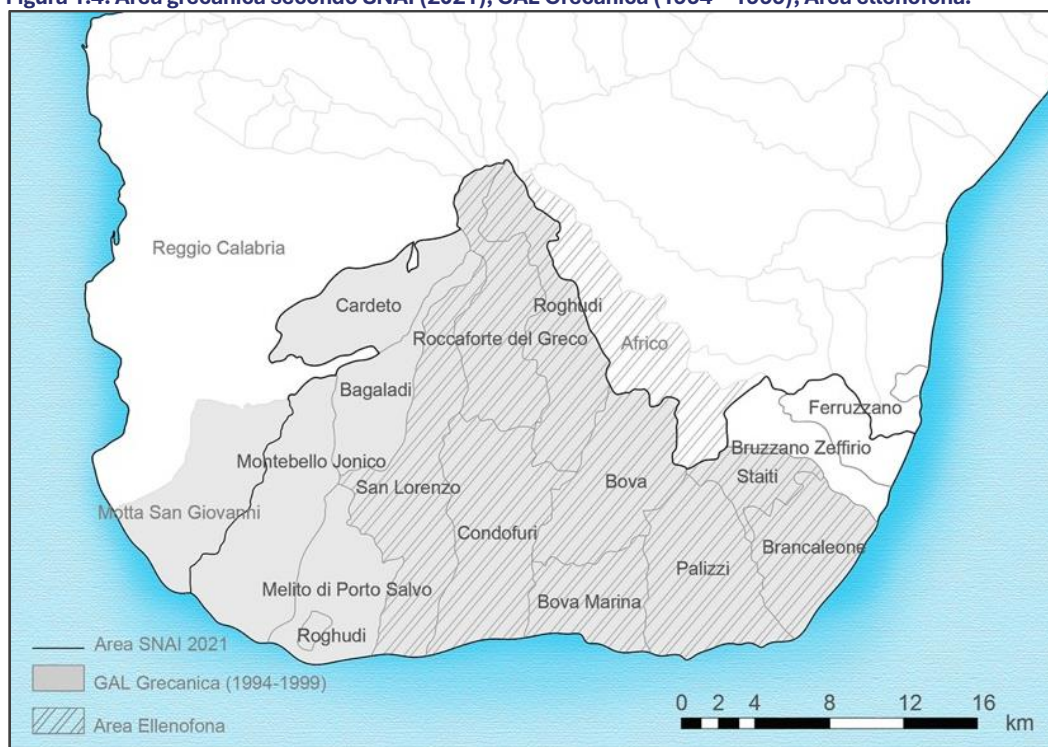 Figura 1.4. Area grecanica secondo SNAI (2021), GAL Grecanica (1994 – 1999), Area ellenofona.
Reggio Calabria
Cardeto
Roghudi
Roccaforte del Greco
Africo
Bagaladi
Ferruzzano
Bruzzano Zeffirio
Montebello Jonico
Staiti
San Lorenzo
Bova
Motta San Giovanni
Condofuri
Brancaleone
Palizzi
Melito di Porto Salvo
Bova Marina
Roghudi
Area SNAI 2021
GAL Grecanica (1994-1999)
Area Ellenofona
0 2 4 8 12 16
km